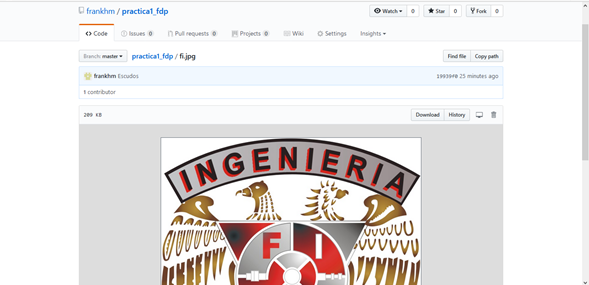 frankhm / practica1_fdp
Watch 0 Star 0 Fork 0
Code Issues 0 Pull requests 0 Projects 0 Wiki Settings Insights
Branch: master practica1_fdp / fi.jpg Find file Copy path
frankhm Escudos 25 minutes ago
1 contributor
209 KB Download History
INGENIERIA
F I